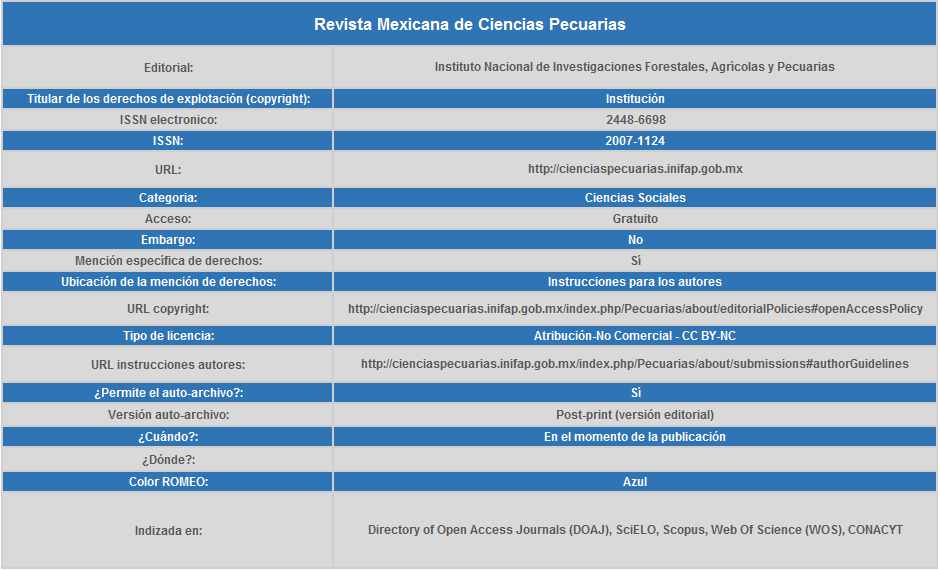 Revista Mexicana de Ciencias Pecuarias
Editorial: Instituto Nacional de Investigaciones Forestales, Agrícolas y Pecuarias
Titular de los derechos de explotación (copyright): Institución
ISSN electronico: 2448-6698
ISSN: 2007-1124
URL: http://cienciaspecuarias.inifap.gob.mx
Categoria: Ciencias Sociales
Acceso: Gratuito
Embargo: No
Mención especifica de derechos: Sí
Ubicación de la mención de derechos: Instrucciones para los autores
URL copyright: http://cienciaspecuarias.inifap.gob.mx/index.php/Pecuarias/about/editorialPolicies#openAccessPolicy
Tipo de licencia: Atribución-No Comercial - CC BY-NC
URL instrucciones autores: http://cienciaspecuarias.inifap.gob.mx/index.php/Pecuarias/about/submissions#authorGuidelines
¿Permite el auto-archivo?: Sí
Versión auto-archivo: Post-print (versión editorial)
¿Cuándo?: En el momento de la publicación
¿Dónde?:
Color ROMEO: Azul
Indizada en: Directory of Open Access Journals (DOAJ), SciELO, Scopus, Web Of Science (WOS), CONACYT